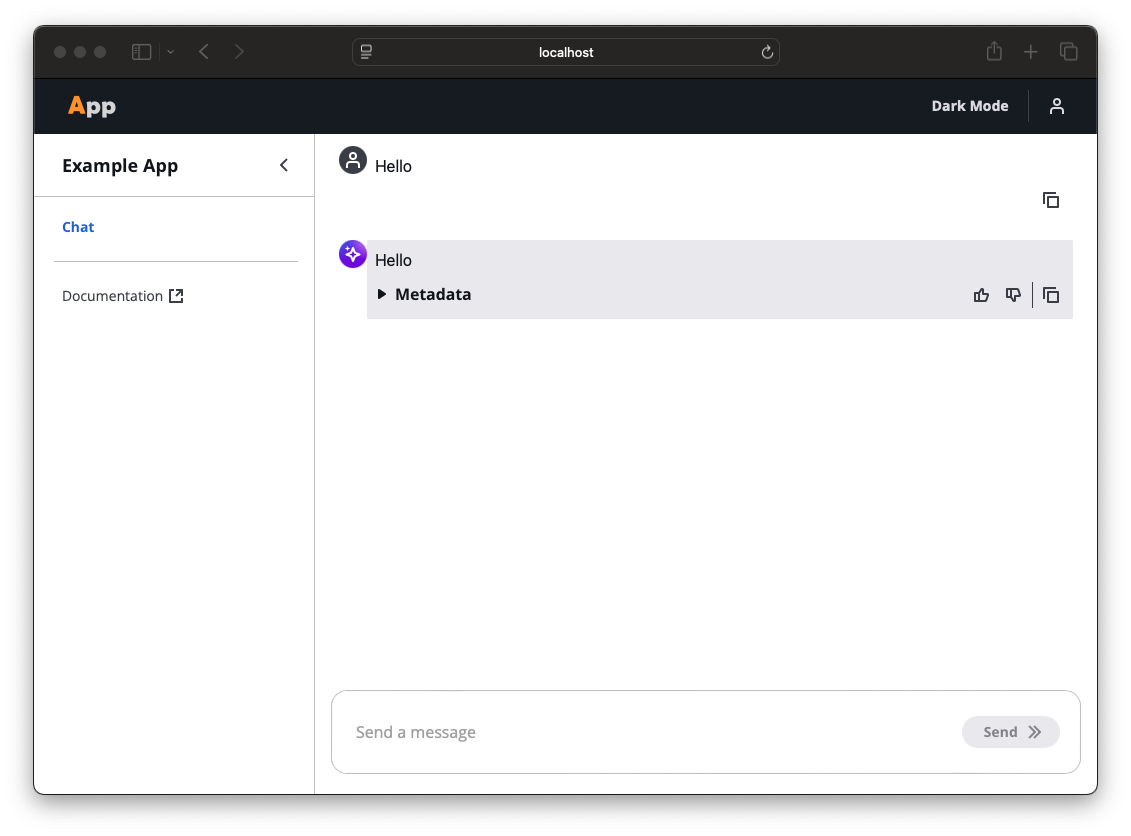 localhost
App
Dark Mode
Example App
Chat
Documentation
Hello
Hello
Metadata
Send a message
Send